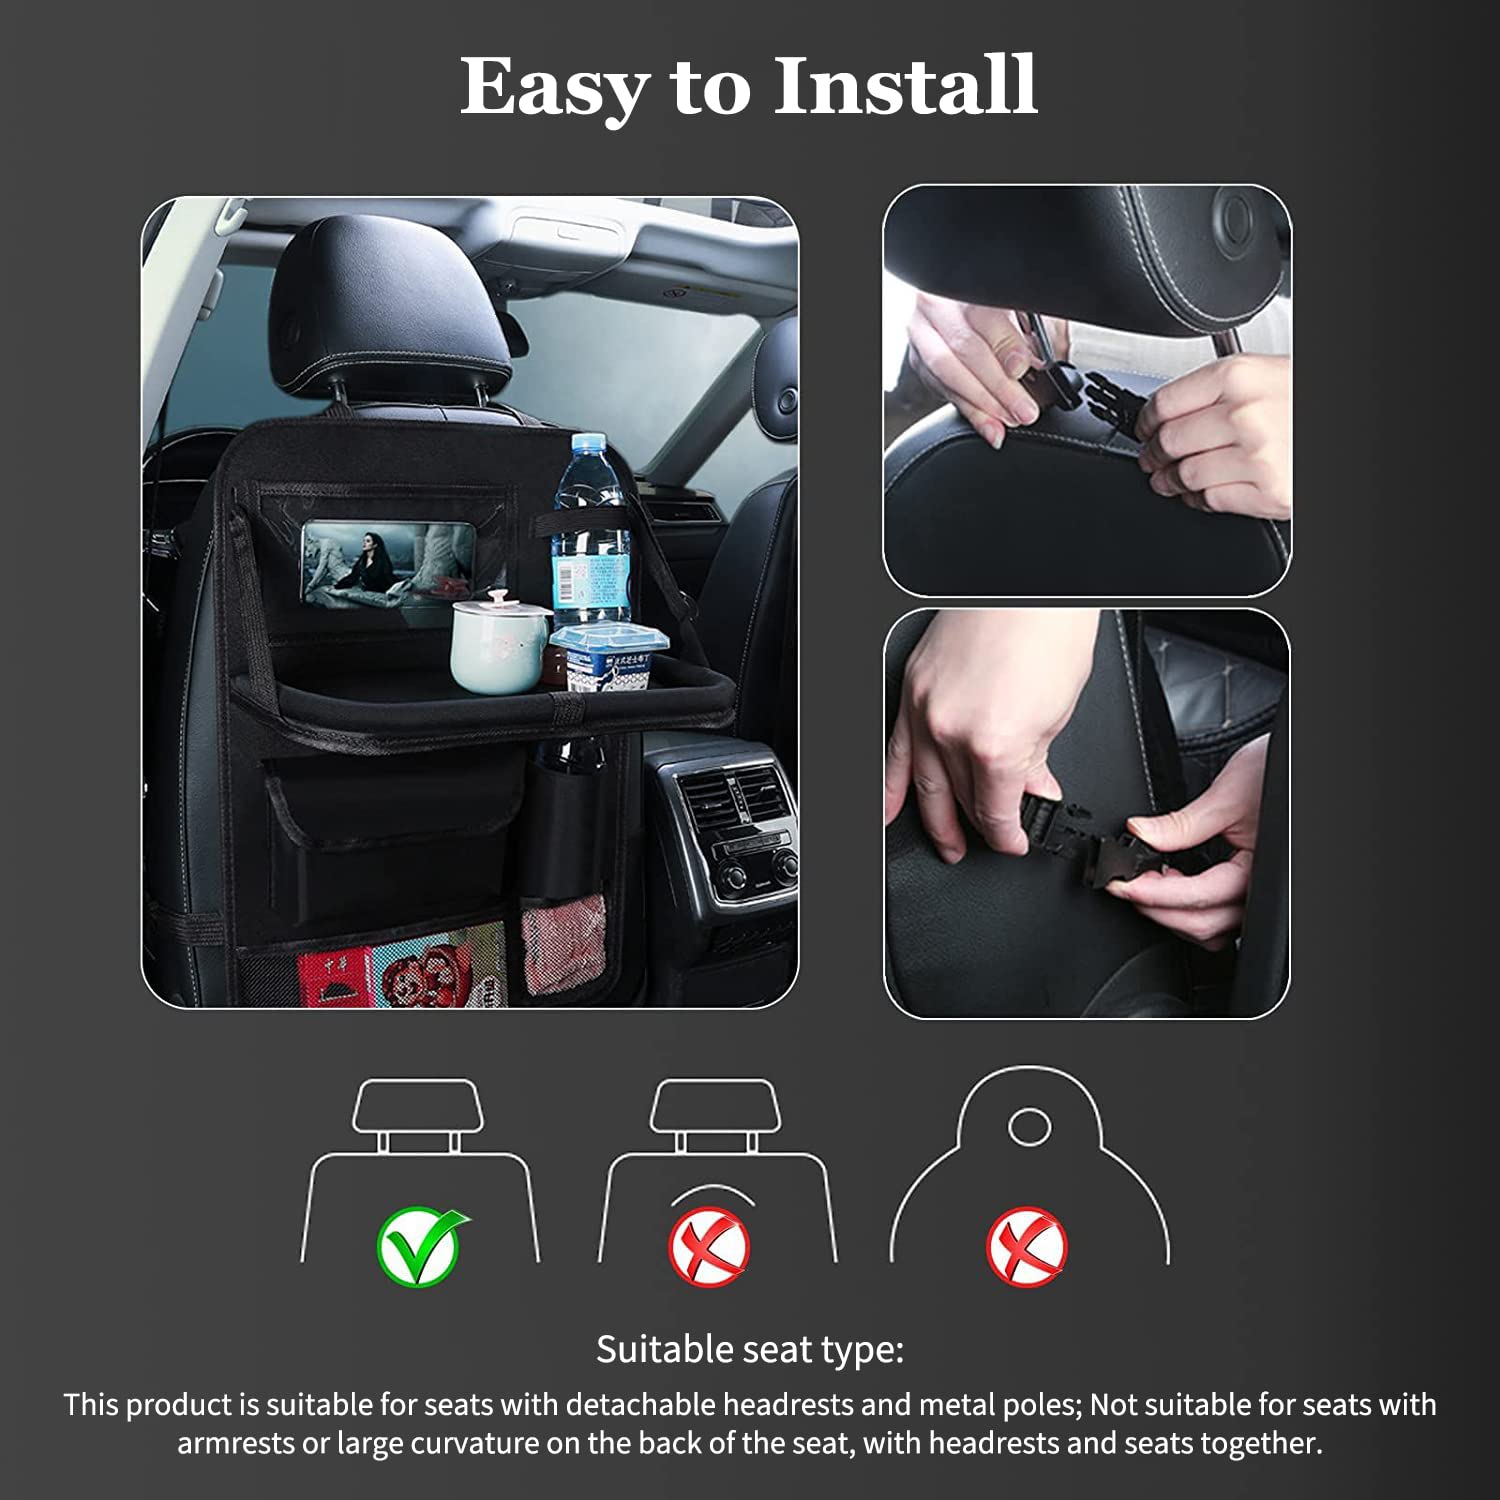 Easy to Install
Suitable seat type:
This product is suitable for seats with detachable headrests and metal poles; Not suitable for seats with
armrests or large curvature on the back of the seat, with headrests and seats together.